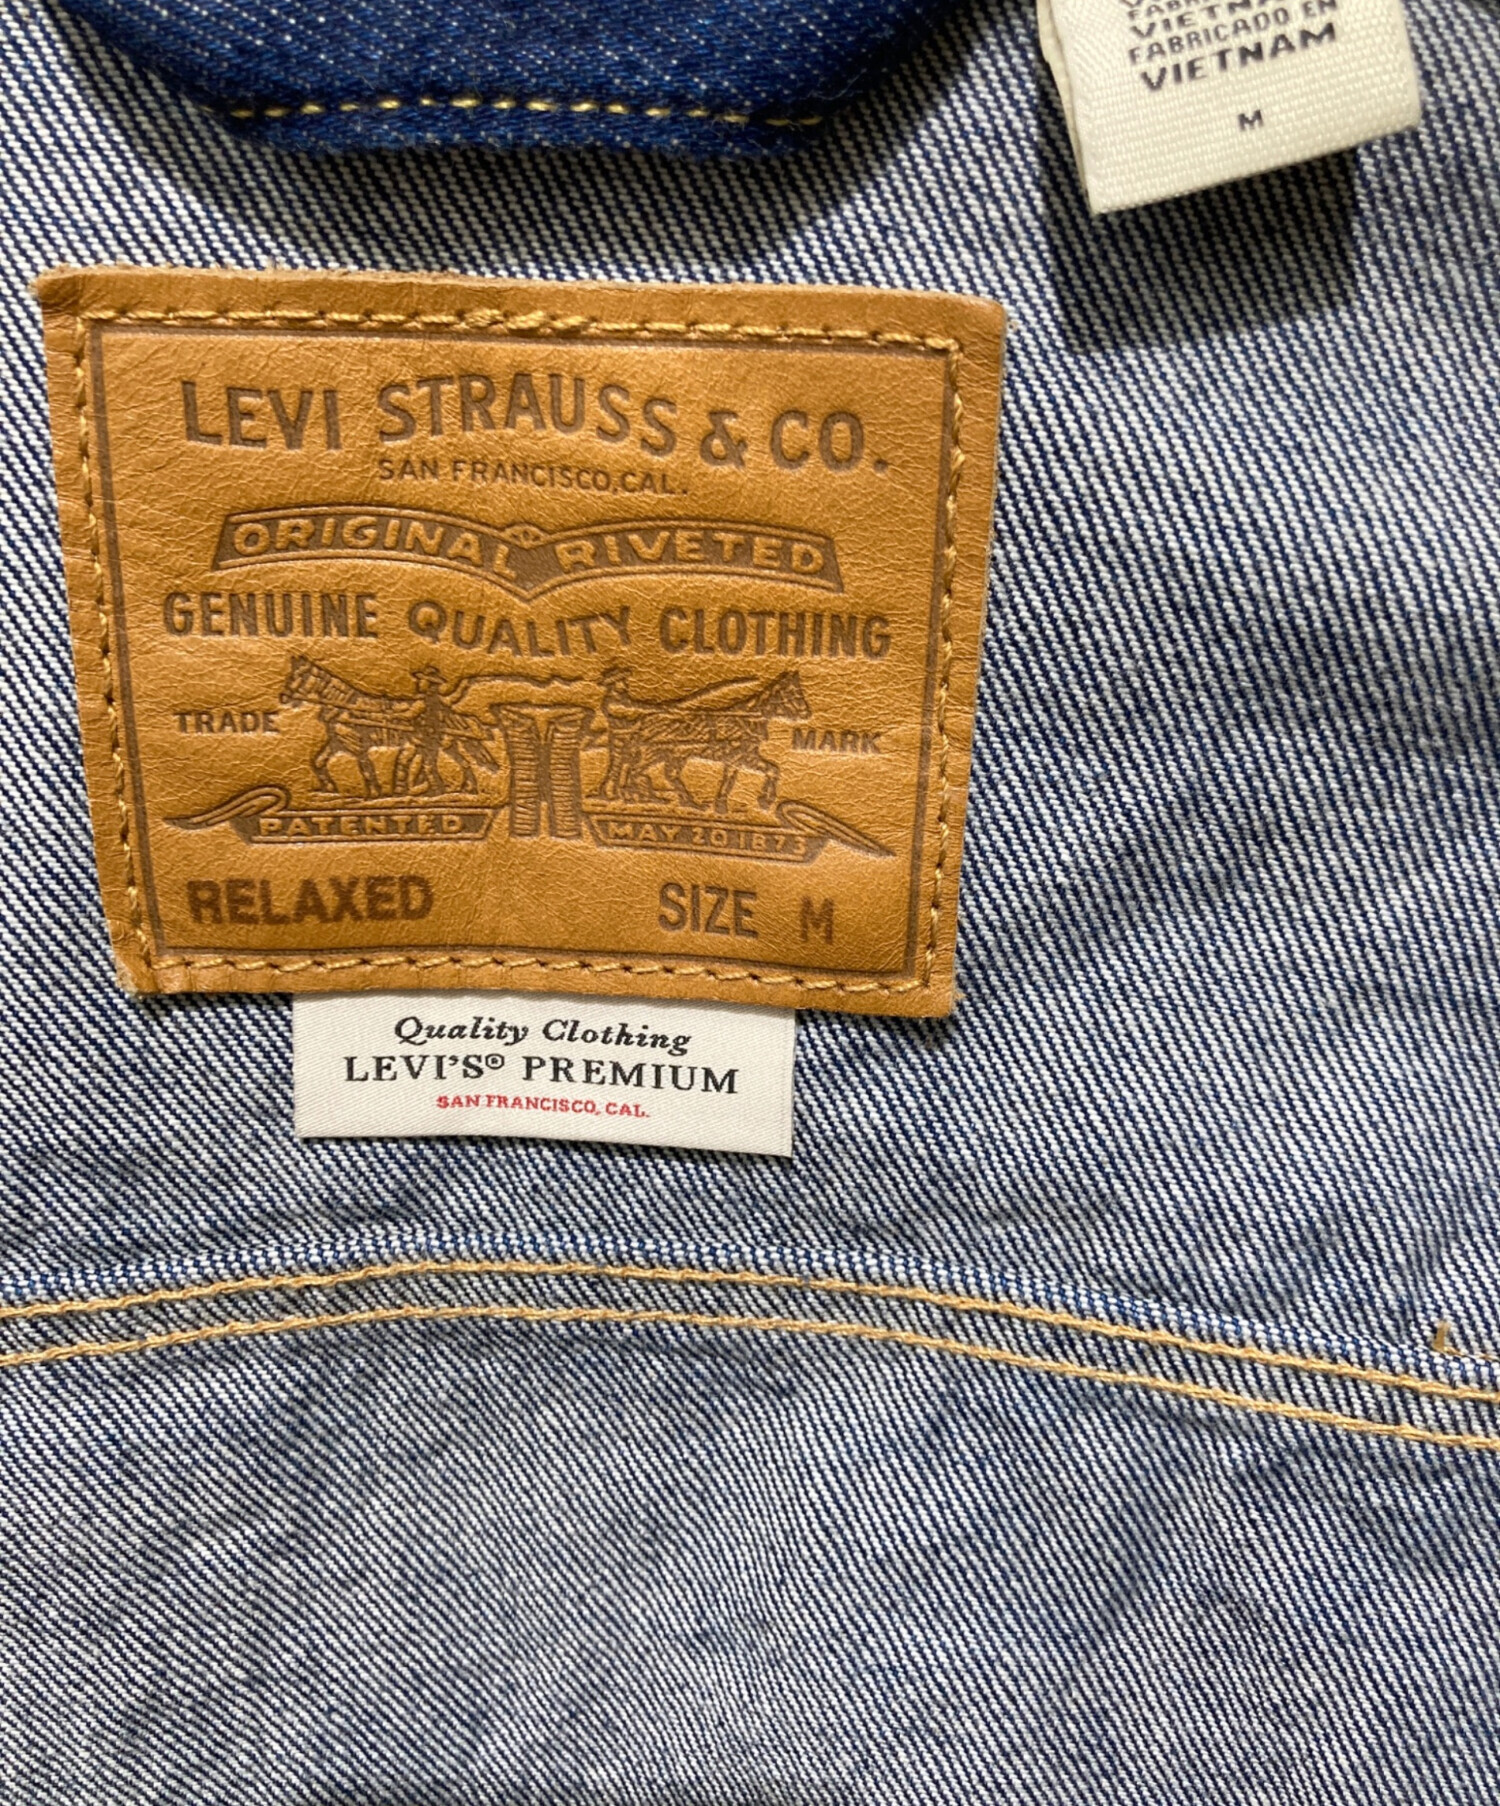 VIETNAM
FABRICADO EN
VIETNAM
M
LEVI STRAUSS & CO.
SAN FRANCISCO, CAL.
ORIGINAL RIVETED
GENUINE QUALITY CLOTHING
TRADE MARK
PATENTED MAY 20 1873
RELAXED SIZE M
Quality Clothing
LEVI'S® PREMIUM
SAN FRANCISCO, CAL.